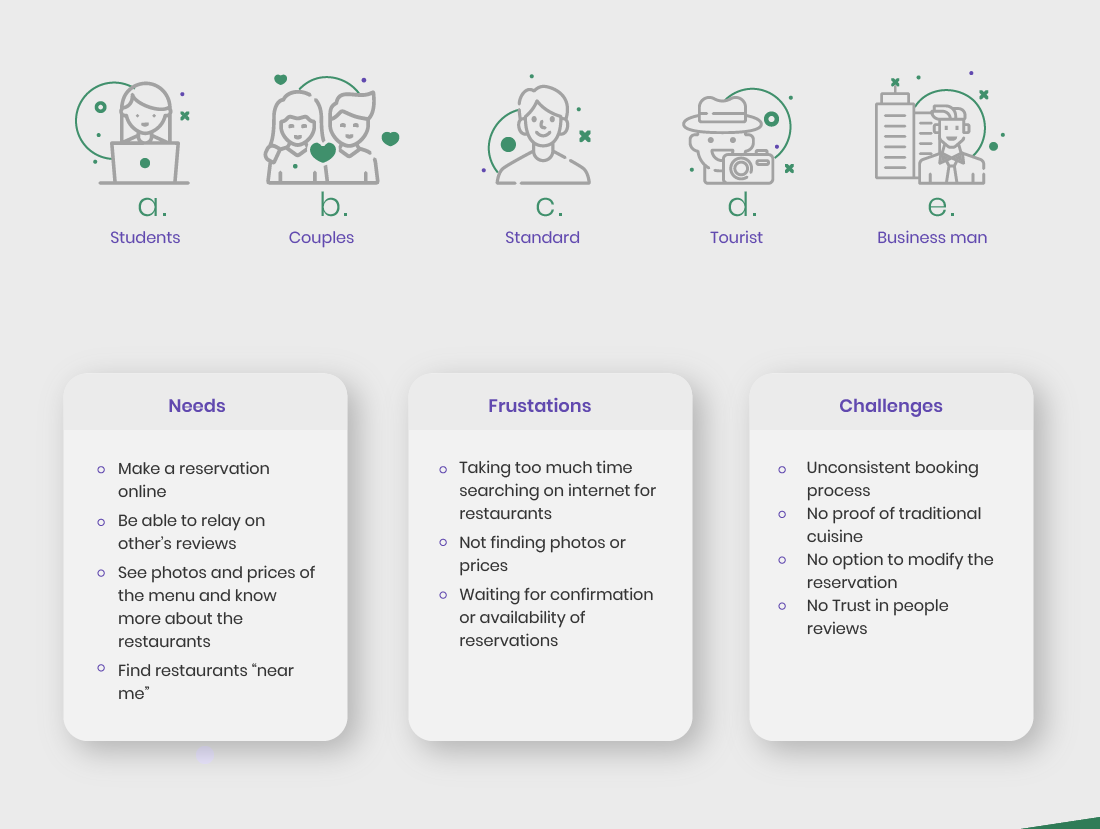 a.
Students
b.
Couples
c.
Standard
d.
Tourist
e.
Business man
Needs
Make a reservation
online
Be able to relay on
other's reviews
See photos and prices of
the menu and know
more about the
restaurants
Find restaurants “near
me”
Frustations
Taking too much time
searching on internet for
restaurants
Not finding photos or
prices
Waiting for confirmation
or availability of
reservations
Challenges
Unconsistent booking
process
No proof of traditional
cuisine
No option to modify the
reservation
No Trust in people
reviews